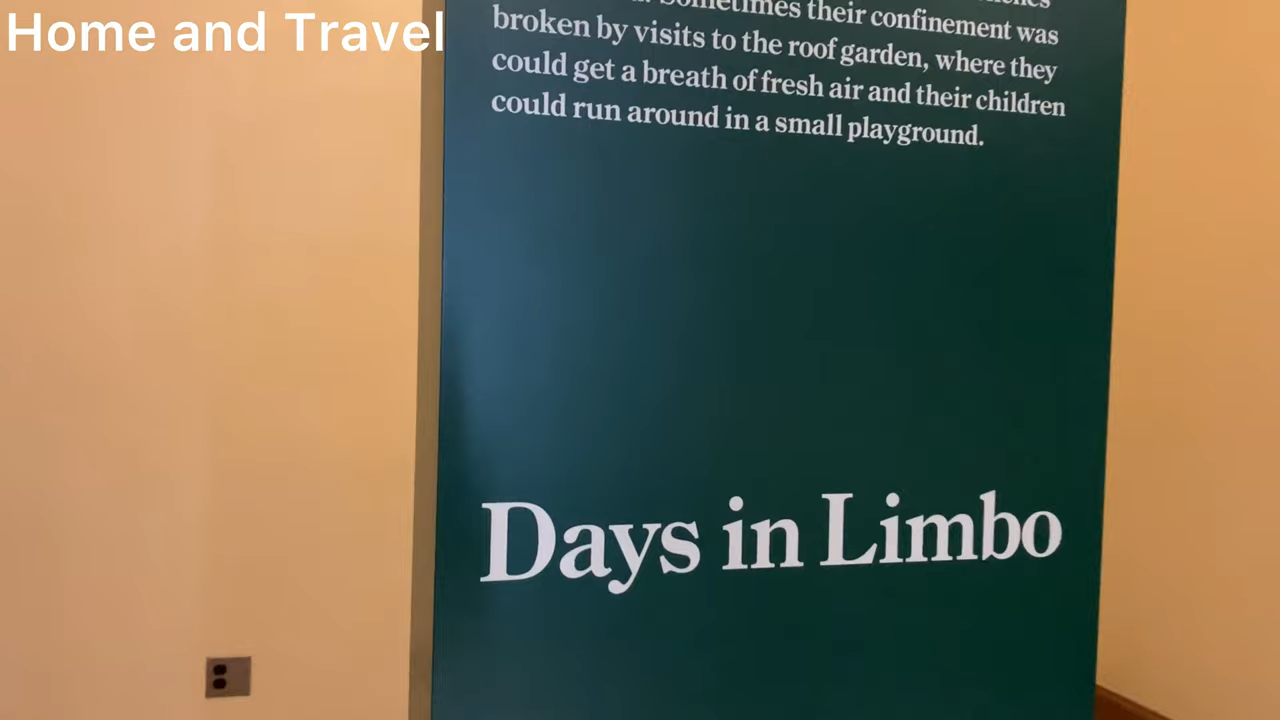 Home and Travel
Sometimes their confinement was
broken by visits to the roof garden, where they
could get a breath of fresh air and their children
could run around in a small playground.
Days in Limbo